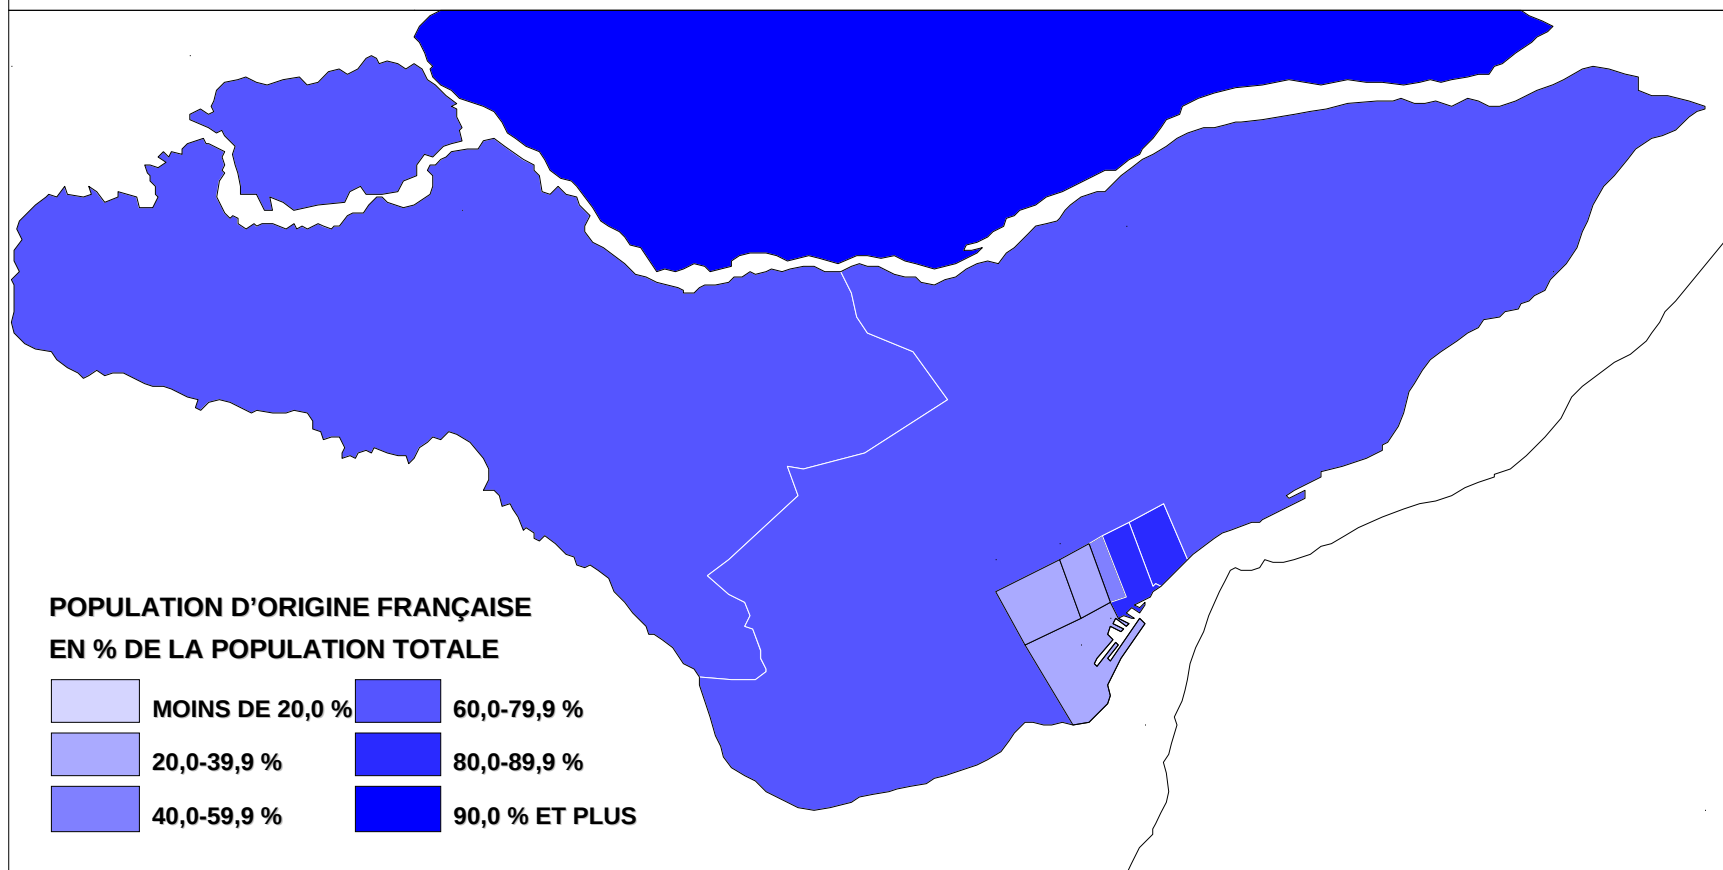 POPULATION D’ORIGINE FRANÇAISE
EN % DE LA POPULATION TOTALE
MOINS DE 20,0 %
20,0-39,9 %
40,0-59,9 %
60,0-79,9 %
80,0-89,9 %
90,0 % ET PLUS